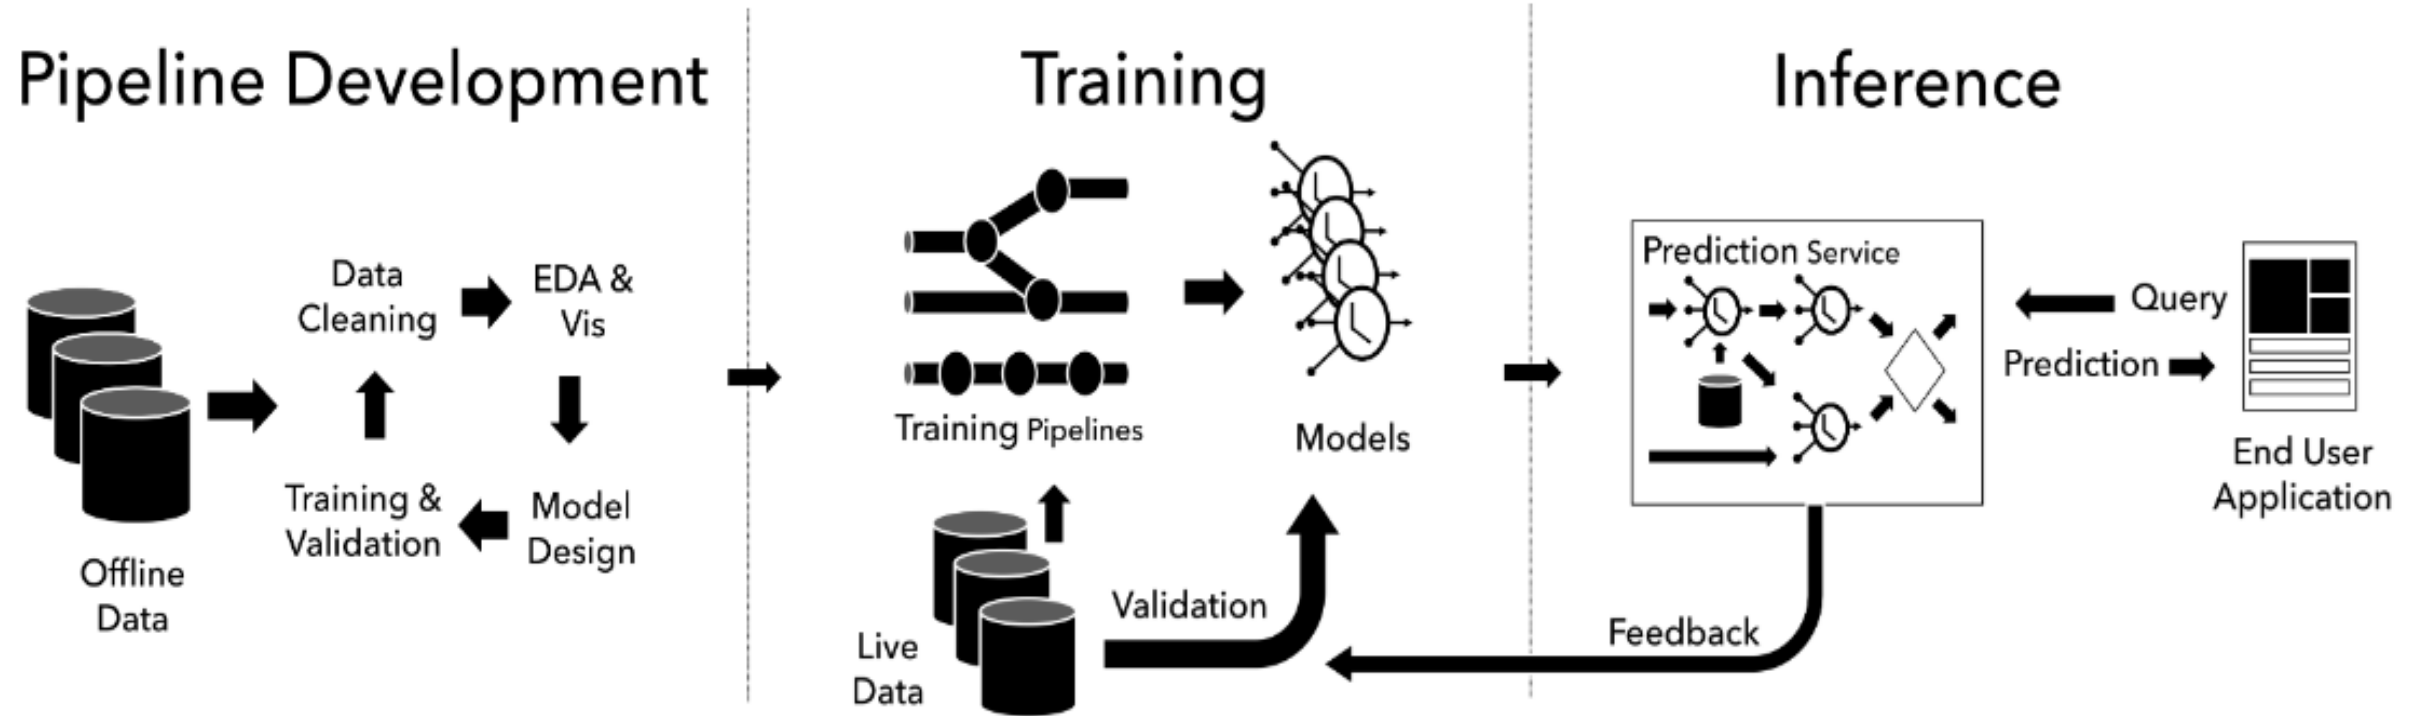 Pipeline Development
Data
Cleaning
EDA &
Vis
Model
Design
Training &
Validation
Offline
Data
Training
Training Pipelines
Models
Live
Data
Validation
Inference
Prediction Service
Query
Prediction
End User
Application
Feedback